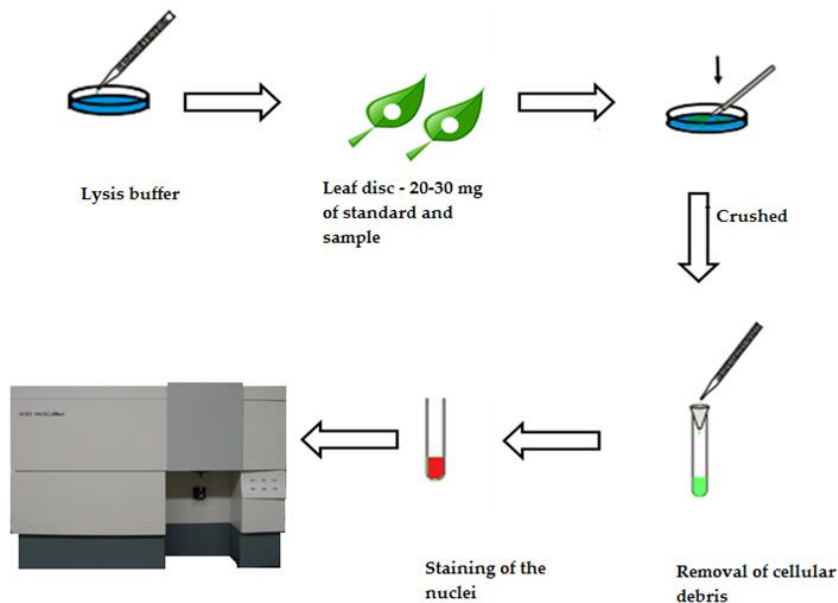 Lysis buffer
Leaf disc - 20-30 mg
of standard and
sample
Crushed
Removal of cellular
debris
Staining of the
nuclei